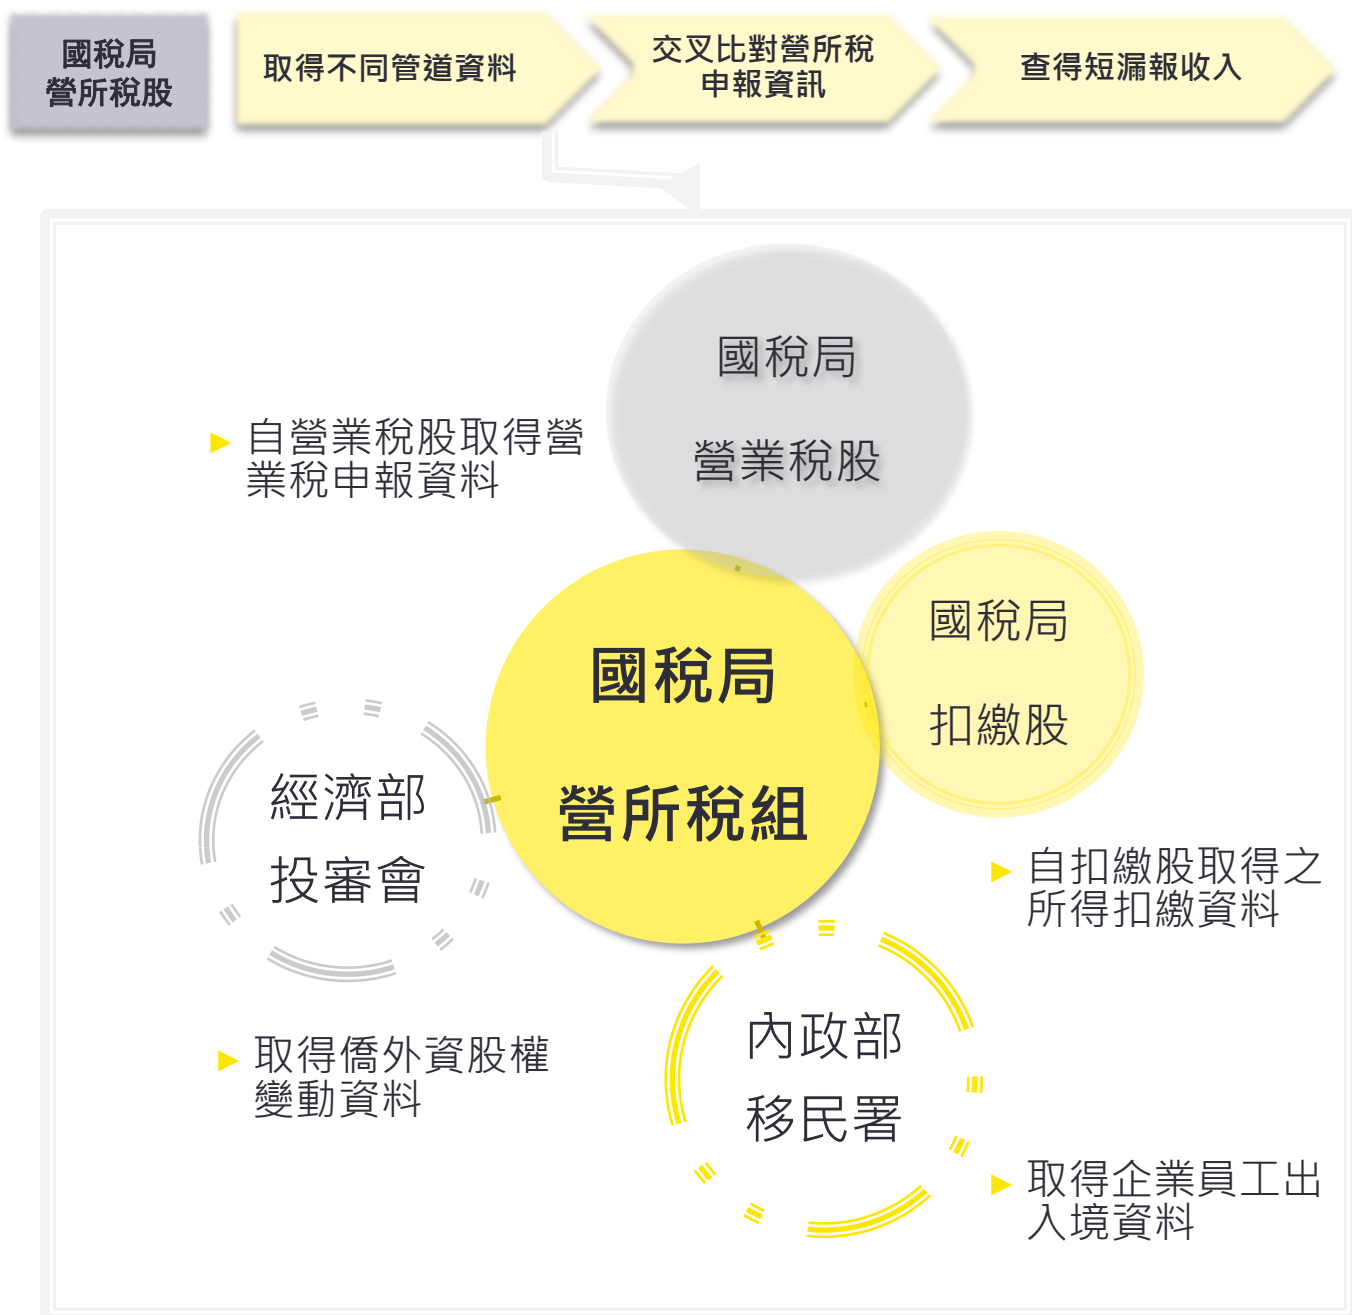 國稅局
營所稅股
取得不同管道資料
交叉比對營所稅
申報資訊
查得短漏報收入
國稅局
營業稅股
►自營業稅股取得營
業稅申報資料
國稅局
扣繳股
國稅局
營所稅組
經濟部
投審會
►自扣繳股取得之
所得扣繳資料
►取得僑外資股權
變動資料
內政部
移民署
►取得企業員工出
入境資料